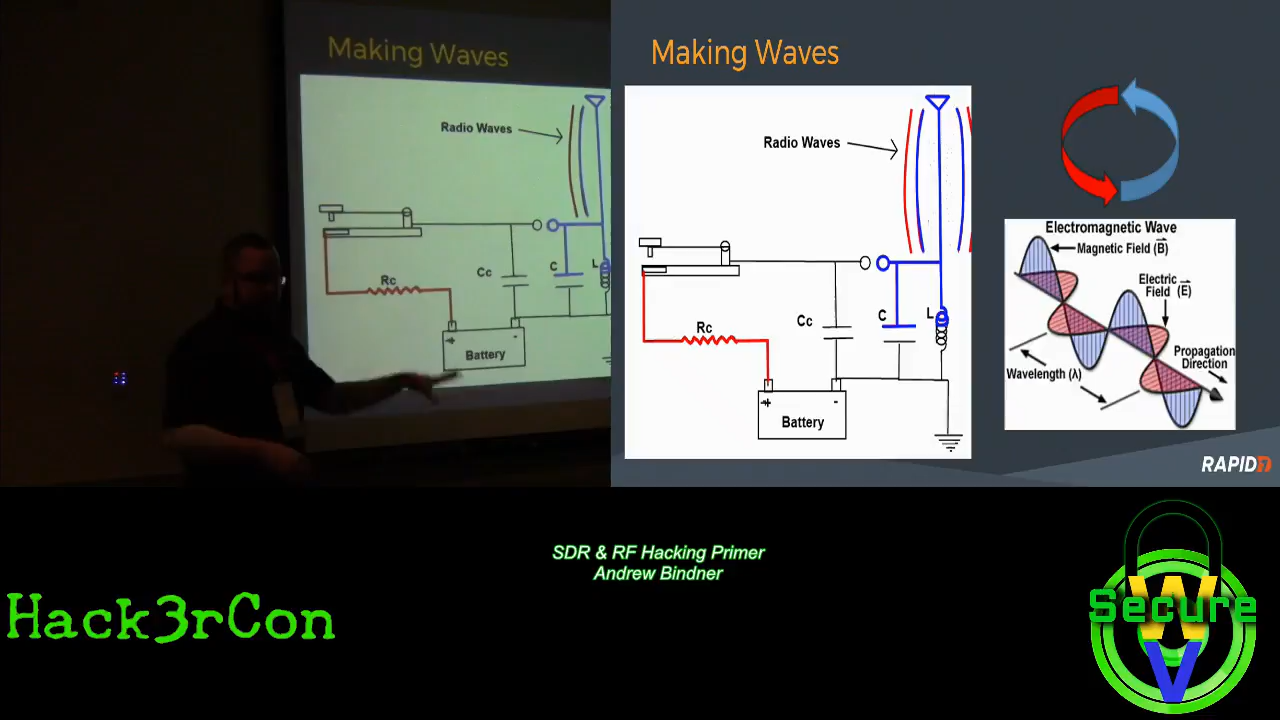 Making Waves
Radio Waves
Cc
C
L
Rc
+
-
Battery
Making Waves
Radio Waves
Cc
C
L
Rc
+
-
Battery
Electromagnetic Wave
Magnetic Field (B)
Electric
Field (E)
Propagation
Direction
Wavelength (λ)
RAPID7
SDR & RF Hacking Primer
Andrew Bindner
Hack3rCon
Secure
W
V